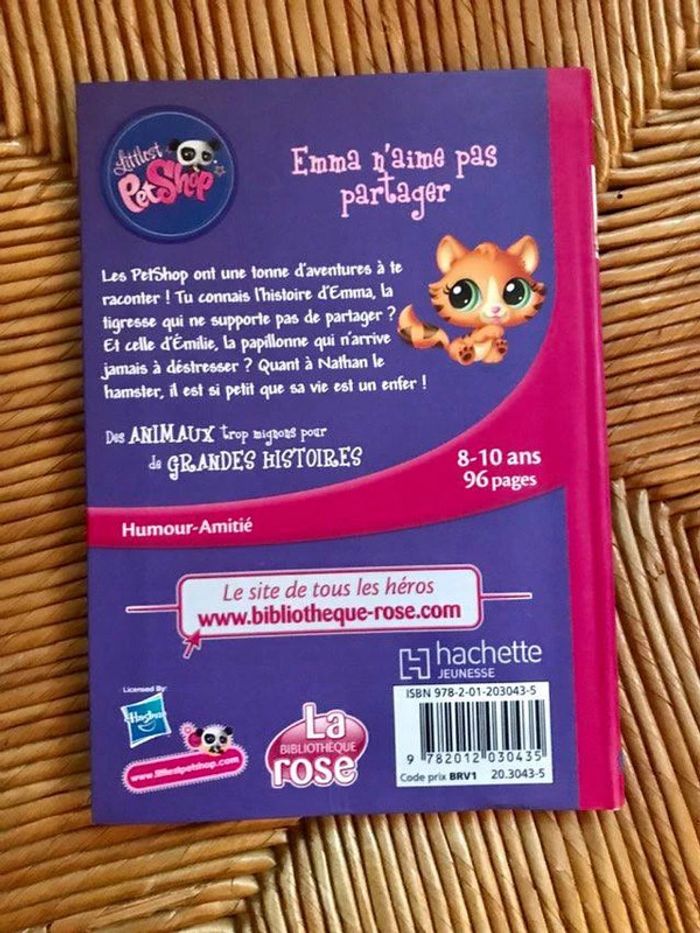 Littlest
PetShop
Emma n'aime pas
partager
Les PetShop ont une tonne d'aventures à te
raconter ! Tu connais l'histoire d'Emma, la
tigresse qui ne supporte pas de partager ?
Et celle d'Émilie, la papillonne qui n'arrive
jamais à déstresser ? Quant à Nathan le
hamster, il est si petit que sa vie est un enfer !
Des ANIMAUX trop mignons pour
de GRANDES HISTOIRES
8-10 ans
96 pages
Humour-Amitié
Le site de tous les héros
www.bibliotheque-rose.com
hachette
JEUNESSE
ISBN 978-2-01-203043-5
9 782012 030435
Code prix BRV1 20.3043-5
Licensed By:
Hasbro
www.littlestpetshop.com
La
BIBLIOTHÈQUE
rose